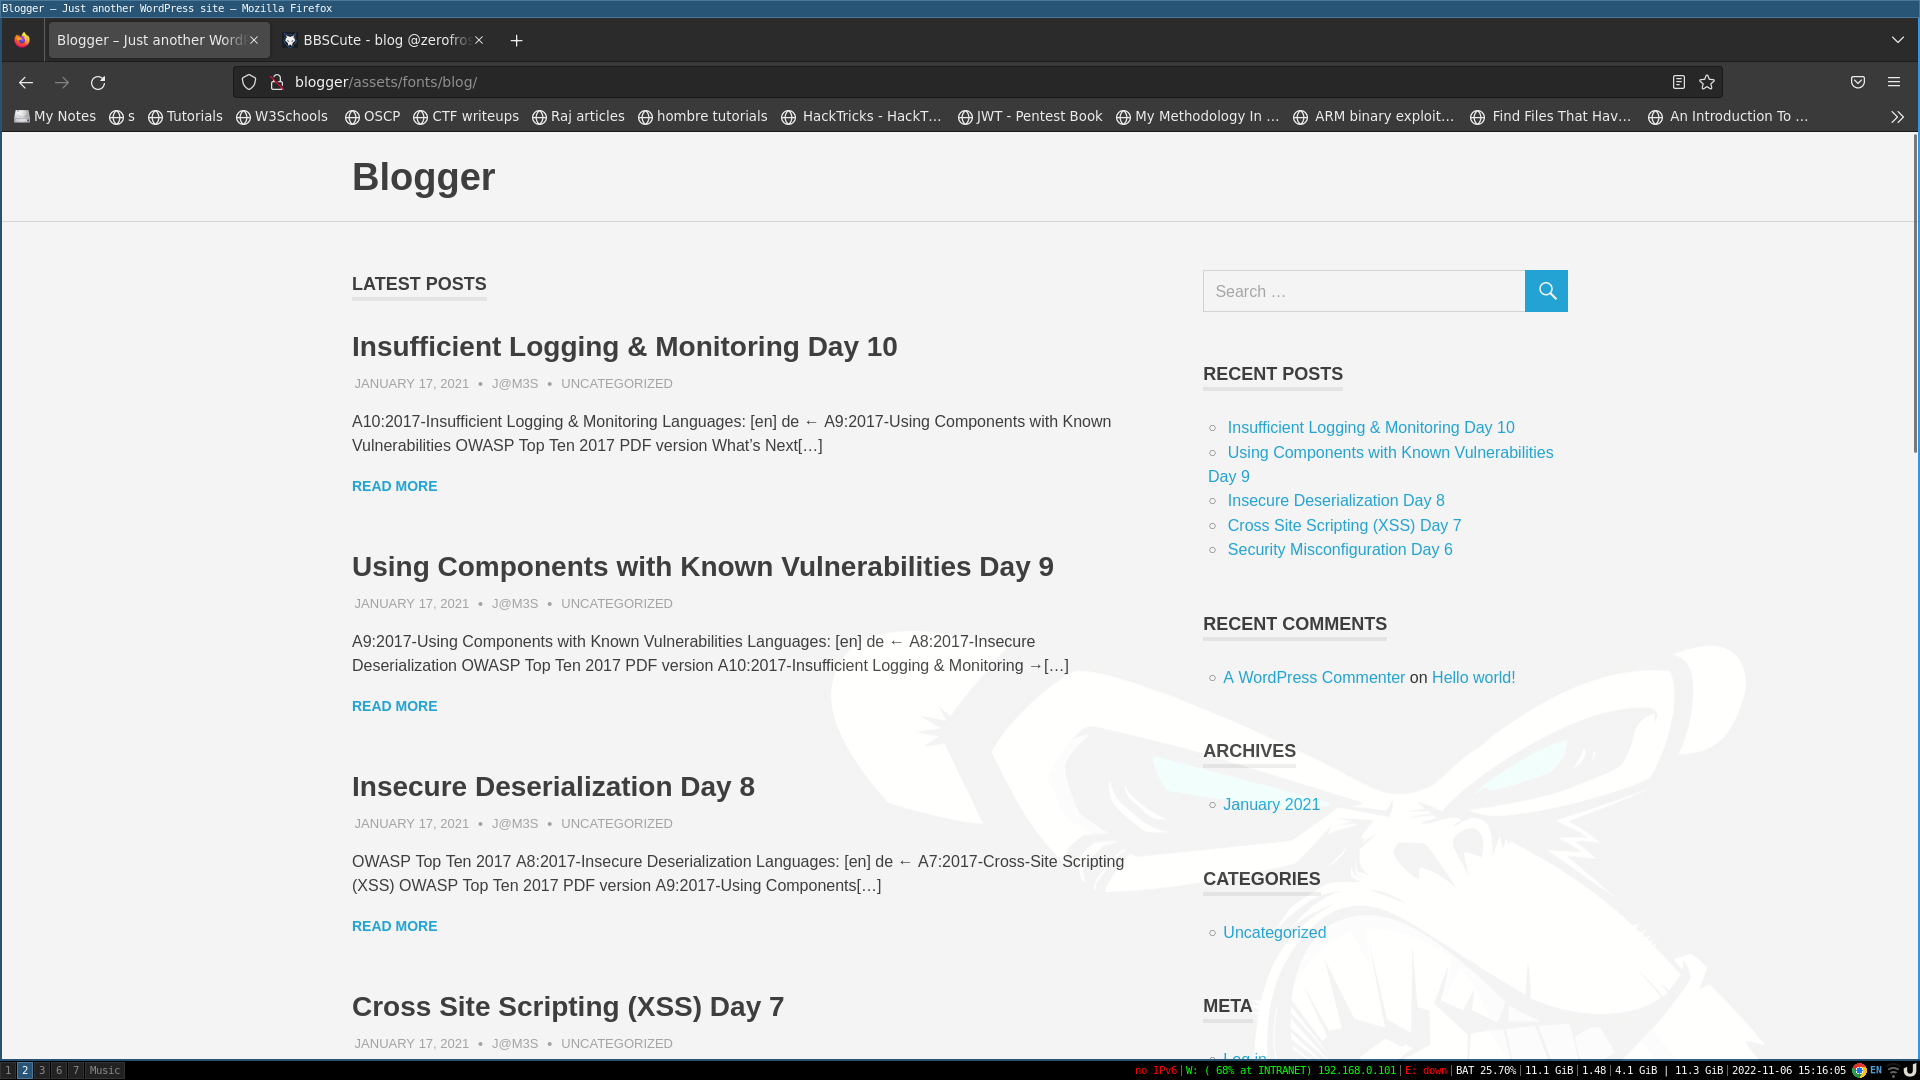 Blogger – Just another WordPress site — Mozilla Firefox
Blogger – Just another Word
BBSCute - blog @zerofros
blogger/assets/fonts/blog/
My Notes
s
Tutorials
W3Schools
OSCP
CTF writeups
Raj articles
hombre tutorials
HackTricks - HackT…
JWT - Pentest Book
My Methodology In …
ARM binary exploit…
Find Files That Hav…
An Introduction To …
Blogger
LATEST POSTS
Insufficient Logging & Monitoring Day 10
JANUARY 17, 2021 • J@M3S • UNCATEGORIZED
A10:2017-Insufficient Logging & Monitoring Languages: [en] de ← A9:2017-Using Components with Known
Vulnerabilities OWASP Top Ten 2017 PDF version What’s Next[…]
READ MORE
Using Components with Known Vulnerabilities Day 9
JANUARY 17, 2021 • J@M3S • UNCATEGORIZED
A9:2017-Using Components with Known Vulnerabilities Languages: [en] de ← A8:2017-Insecure
Deserialization OWASP Top Ten 2017 PDF version A10:2017-Insufficient Logging & Monitoring →[…]
READ MORE
Insecure Deserialization Day 8
JANUARY 17, 2021 • J@M3S • UNCATEGORIZED
OWASP Top Ten 2017 A8:2017-Insecure Deserialization Languages: [en] de ← A7:2017-Cross-Site Scripting
(XSS) OWASP Top Ten 2017 PDF version A9:2017-Using Components[…]
READ MORE
Cross Site Scripting (XSS) Day 7
JANUARY 17, 2021 • J@M3S • UNCATEGORIZED
Search …
RECENT POSTS
Insufficient Logging & Monitoring Day 10
Using Components with Known Vulnerabilities
Day 9
Insecure Deserialization Day 8
Cross Site Scripting (XSS) Day 7
Security Misconfiguration Day 6
RECENT COMMENTS
A WordPress Commenter on Hello world!
ARCHIVES
January 2021
CATEGORIES
Uncategorized
META
Log in
1 2 3 6 7 Music
no IPv6|W: ( 68% at INTRANET) 192.168.0.101|E: down|BAT 25.70%|11.1 GiB|1.48|4.1 GiB | 11.3 GiB|2022-11-06 15:16:05
EN